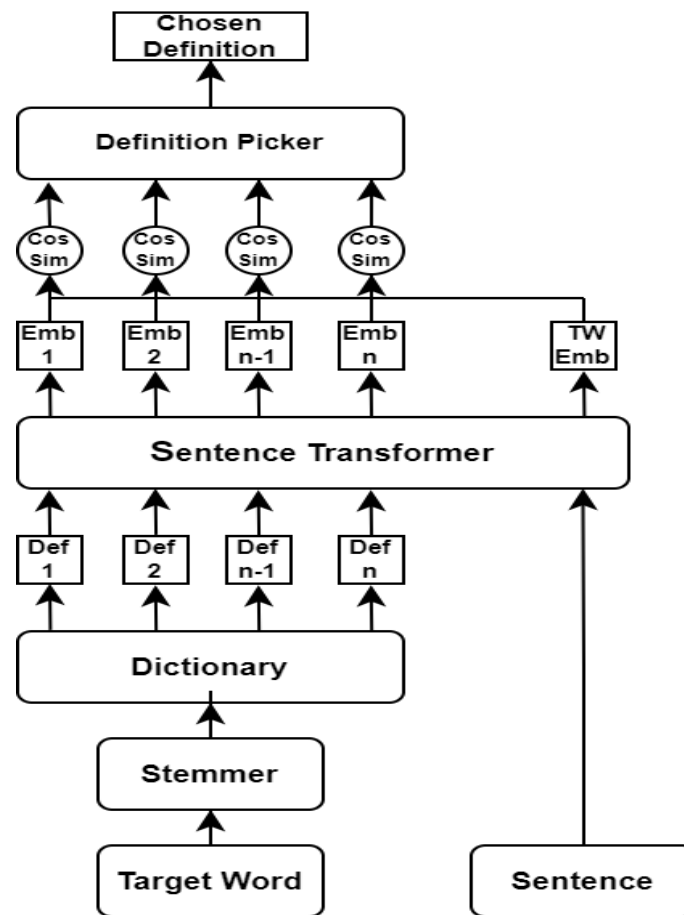 Chosen
Definition
Definition Picker
Cos
Sim
Cos
Sim
Cos
Sim
Cos
Sim
Emb
1
Emb
2
Emb
n-1
Emb
n
TW
Emb
Sentence Transformer
Def
1
Def
2
Def
n-1
Def
n
Dictionary
Stemmer
Target Word
Sentence